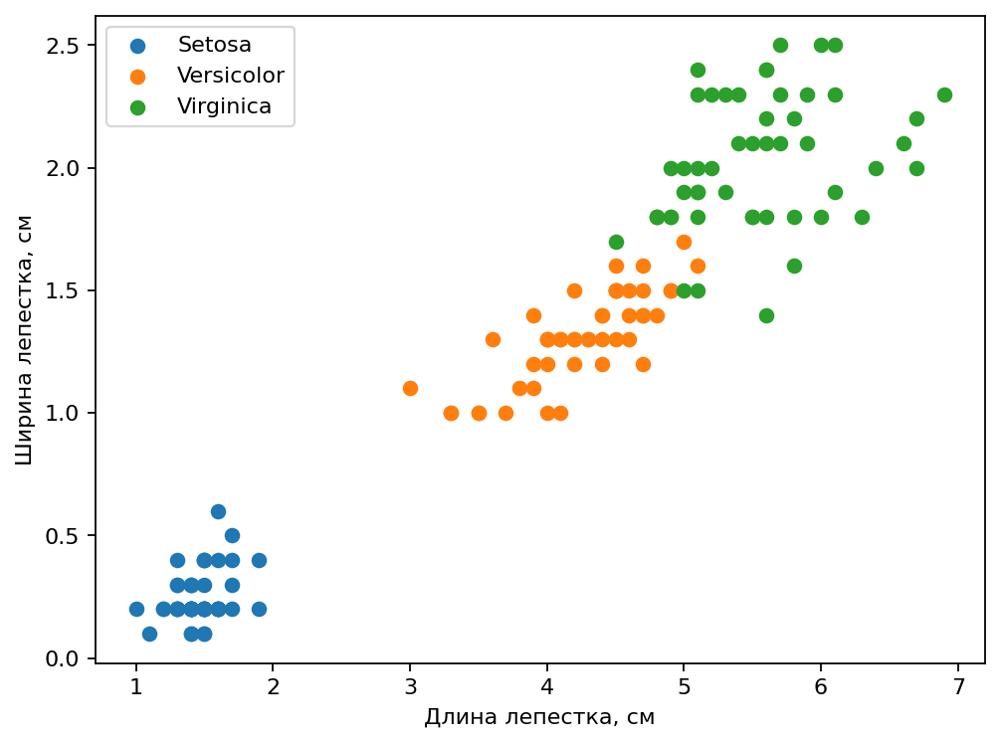 Setosa
Versicolor
Virginica
2.5
2.0
1.5
1.0
0.5
0.0
1 2 3 4 5 6 7
Длина лепестка, см
Ширина лепестка, см